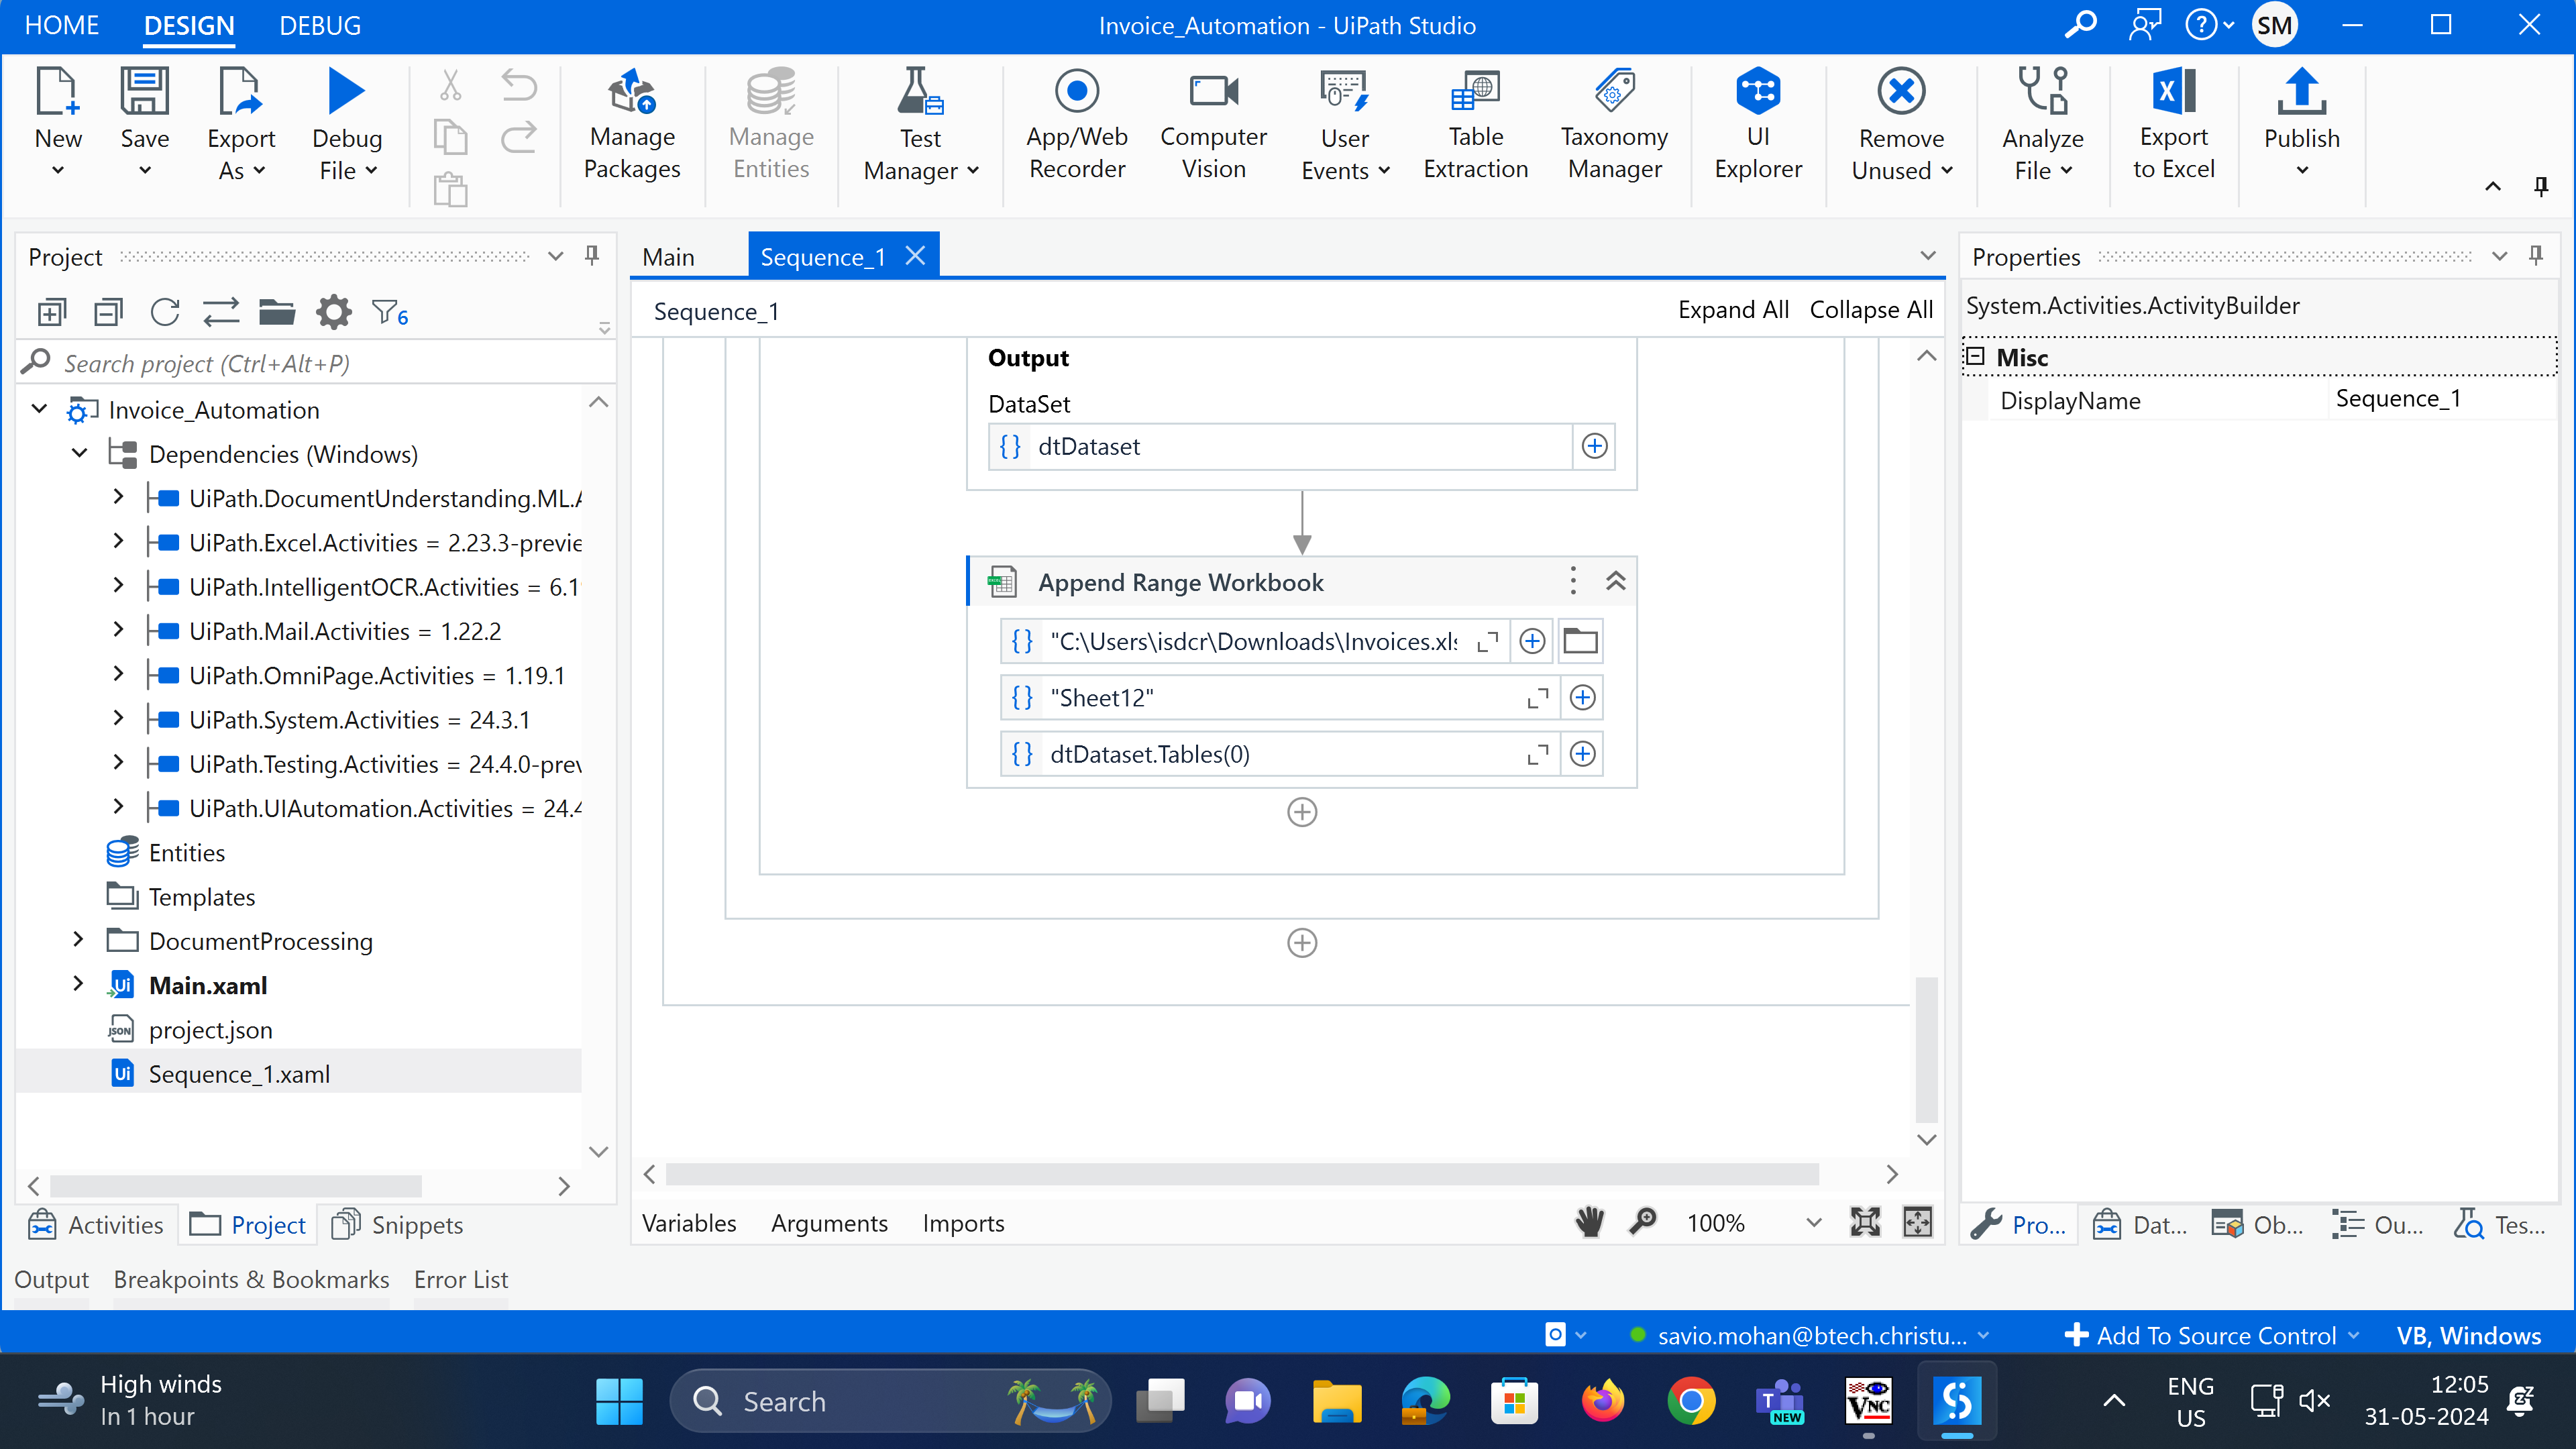 HOME DESIGN DEBUG
Invoice_Automation - UiPath Studio
SM
New
Save
Export As
Debug File
Manage Packages
Manage Entities
Test Manager
App/Web Recorder
Computer Vision
User Events
Table Extraction
Taxonomy Manager
UI Explorer
Remove Unused
Analyze File
Export to Excel
Publish
Project
6
Search project (Ctrl+Alt+P)
Invoice_Automation
Dependencies (Windows)
UiPath.DocumentUnderstanding.ML.A
UiPath.Excel.Activities = 2.23.3-previe
UiPath.IntelligentOCR.Activities = 6.1
UiPath.Mail.Activities = 1.22.2
UiPath.OmniPage.Activities = 1.19.1
UiPath.System.Activities = 24.3.1
UiPath.Testing.Activities = 24.4.0-prev
UiPath.UIAutomation.Activities = 24.4
Entities
Templates
DocumentProcessing
Main.xaml
project.json
Sequence_1.xaml
Activities Project Snippets
Main Sequence_1
Sequence_1
Expand All Collapse All
Output
DataSet
{} dtDataset
Append Range Workbook
{} "C:\Users\isdcr\Downloads\Invoices.xls
{} "Sheet12"
{} dtDataset.Tables(0)
Variables Arguments Imports
100%
Properties
System.Activities.ActivityBuilder
Misc
DisplayName Sequence_1
Pro... Dat... Ob... Ou... Tes...
Output Breakpoints & Bookmarks Error List
savio.mohan@btech.christu...
Add To Source Control
VB, Windows
High winds
In 1 hour
Search
NEW
VNC
ENG
US
12:05
31-05-2024